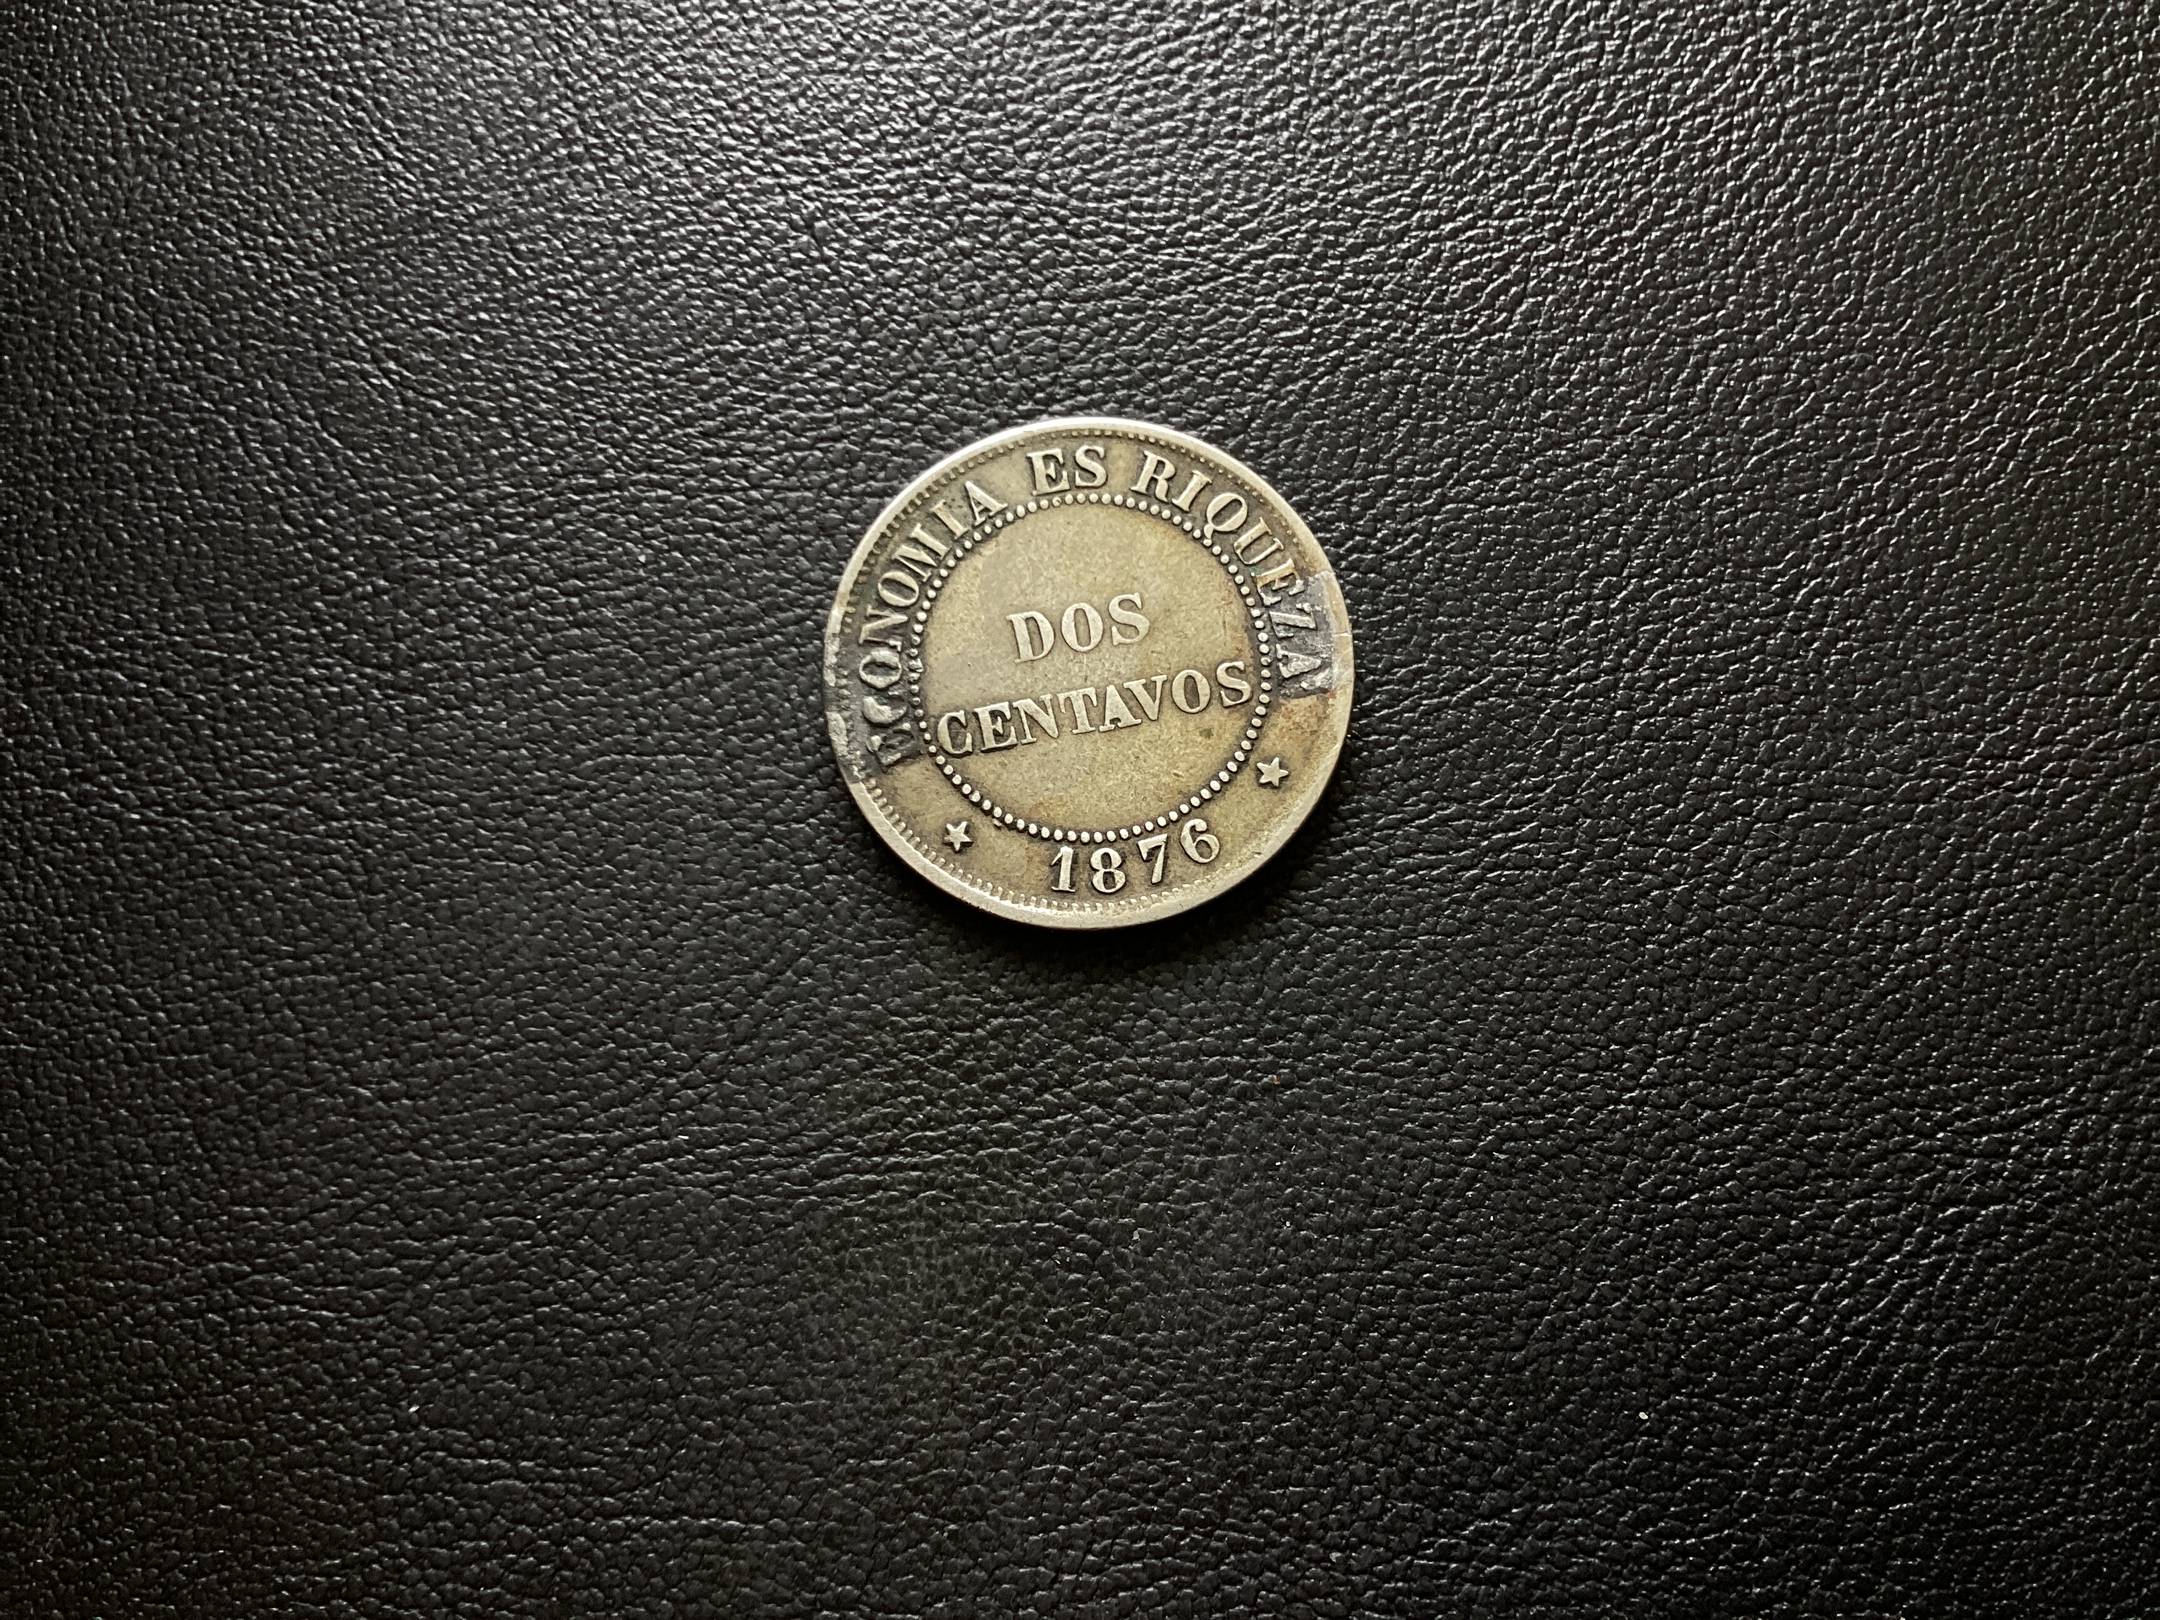 ECONOMIA ES RIQUEZA
DOS
CENTAVOS
1876